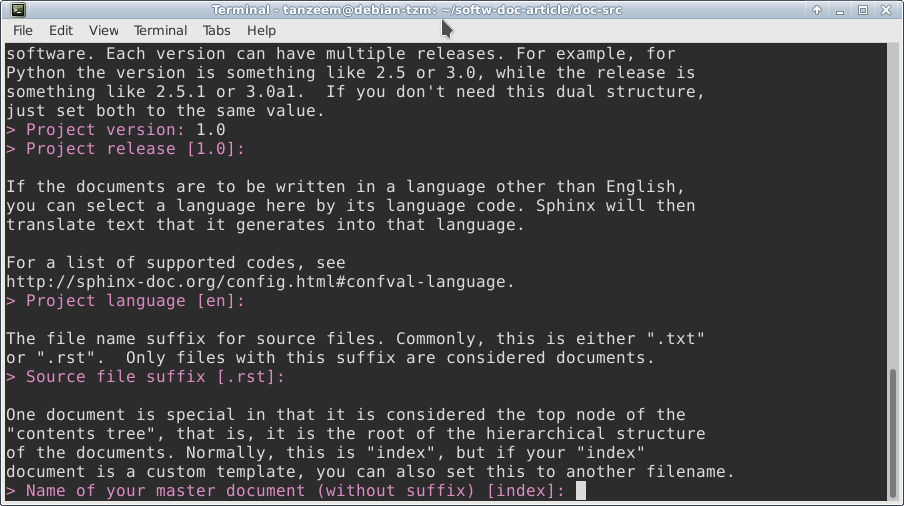 Terminal - tanzeem@debian-tzm: ~/softw-doc-article/doc-src
File Edit View Terminal Tabs Help
software. Each version can have multiple releases. For example, for
Python the version is something like 2.5 or 3.0, while the release is
something like 2.5.1 or 3.0a1.  If you don't need this dual structure,
just set both to the same value.
> Project version: 1.0
> Project release [1.0]:
If the documents are to be written in a language other than English,
you can select a language here by its language code. Sphinx will then
translate text that it generates into that language.
For a list of supported codes, see
http://sphinx-doc.org/config.html#confval-language.
> Project language [en]:
The file name suffix for source files. Commonly, this is either ".txt"
or ".rst".  Only files with this suffix are considered documents.
> Source file suffix [.rst]:
One document is special in that it is considered the top node of the
"contents tree", that is, it is the root of the hierarchical structure
of the documents. Normally, this is "index", but if your "index"
document is a custom template, you can also set this to another filename.
> Name of your master document (without suffix) [index]: